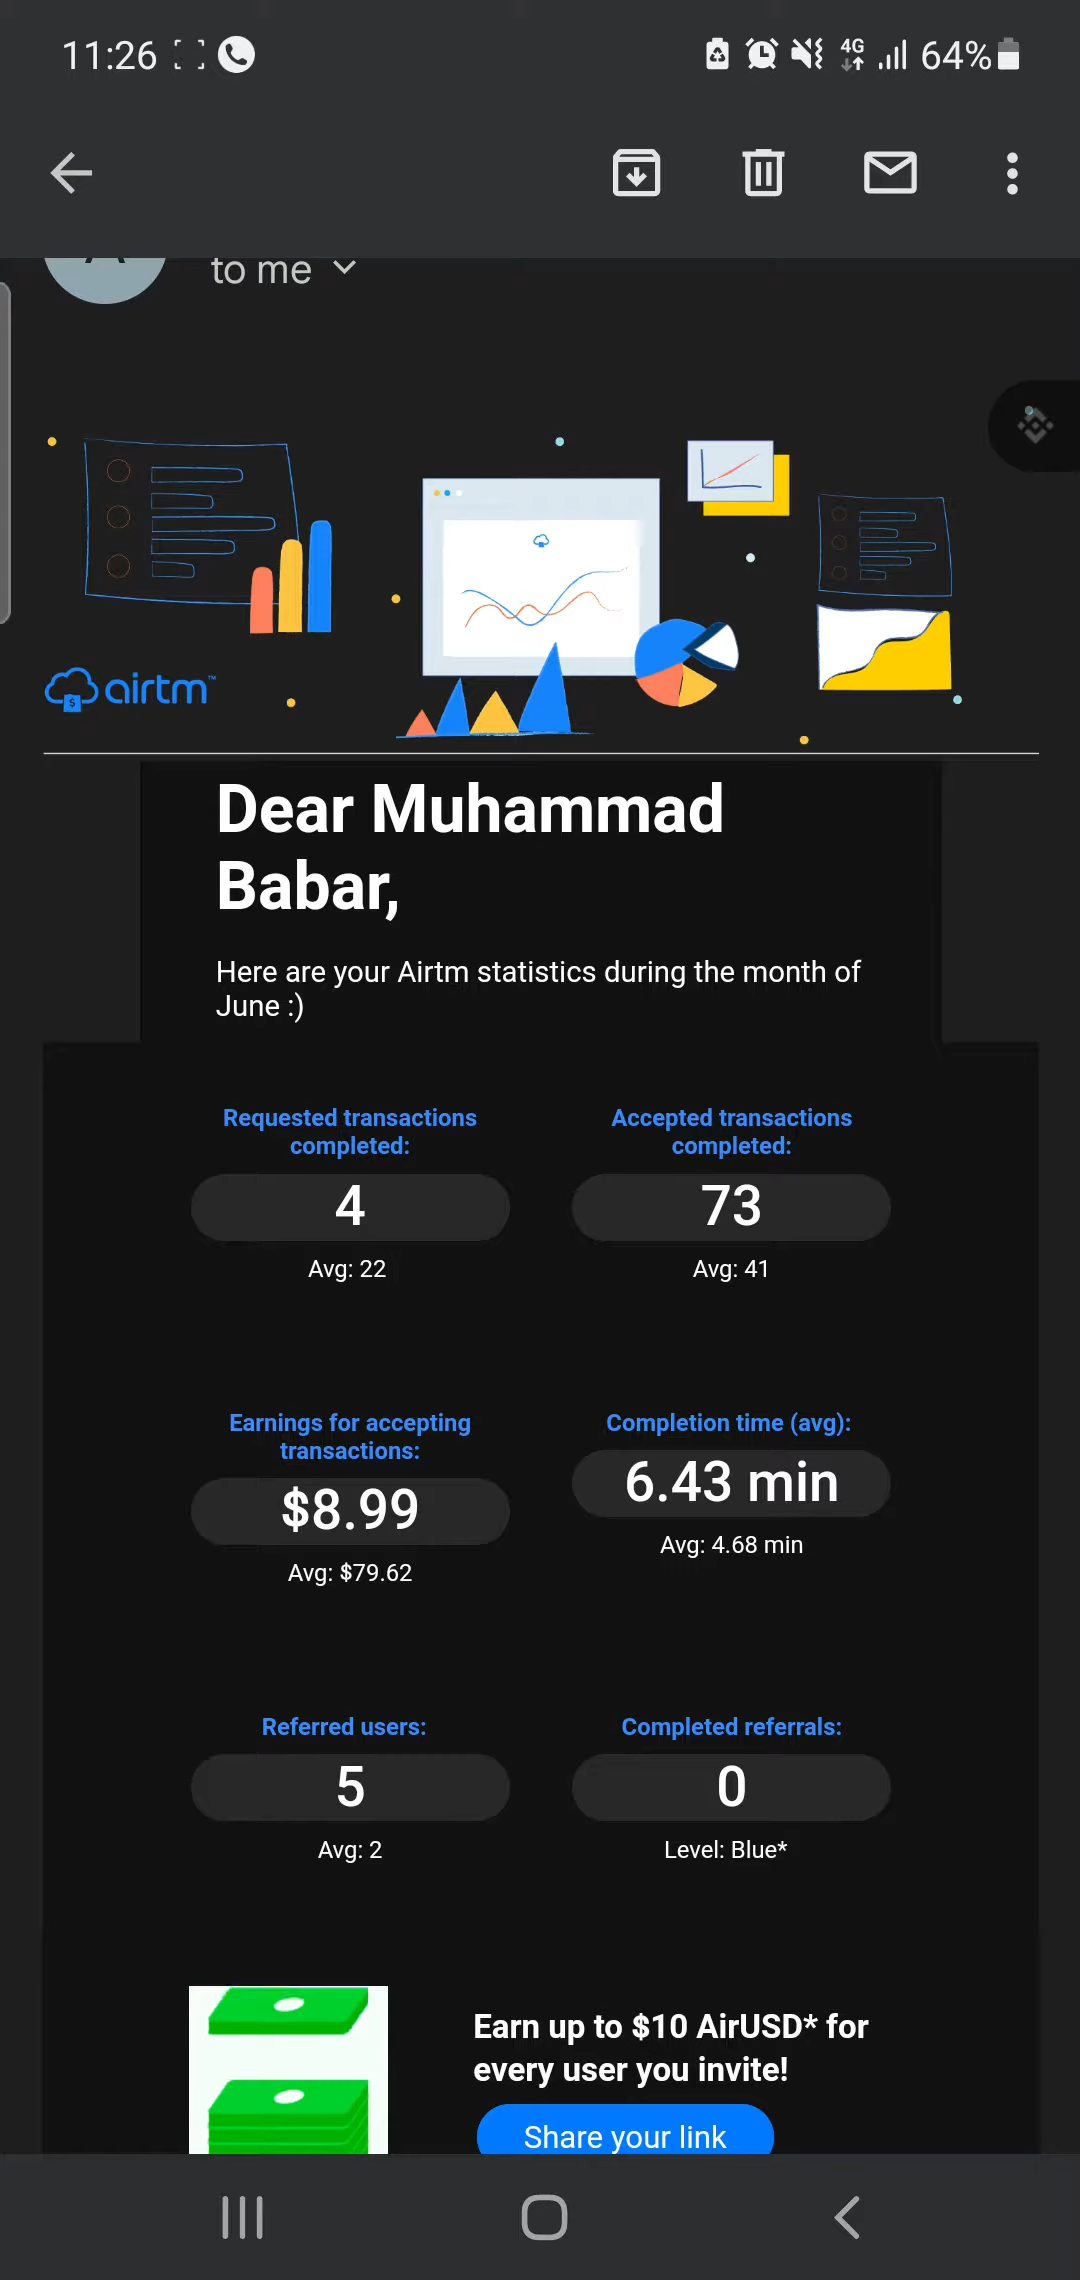 11:26
4G
64%
to me
airtm™
Dear Muhammad
Babar,
Here are your Airtm statistics during the month of
June :)
Requested transactions
completed:
4
Avg: 22
Accepted transactions
completed:
73
Avg: 41
Earnings for accepting
transactions:
$8.99
Avg: $79.62
Completion time (avg):
6.43 min
Avg: 4.68 min
Referred users:
5
Avg: 2
Completed referrals:
0
Level: Blue*
Earn up to $10 AirUSD* for
every user you invite!
Share your link